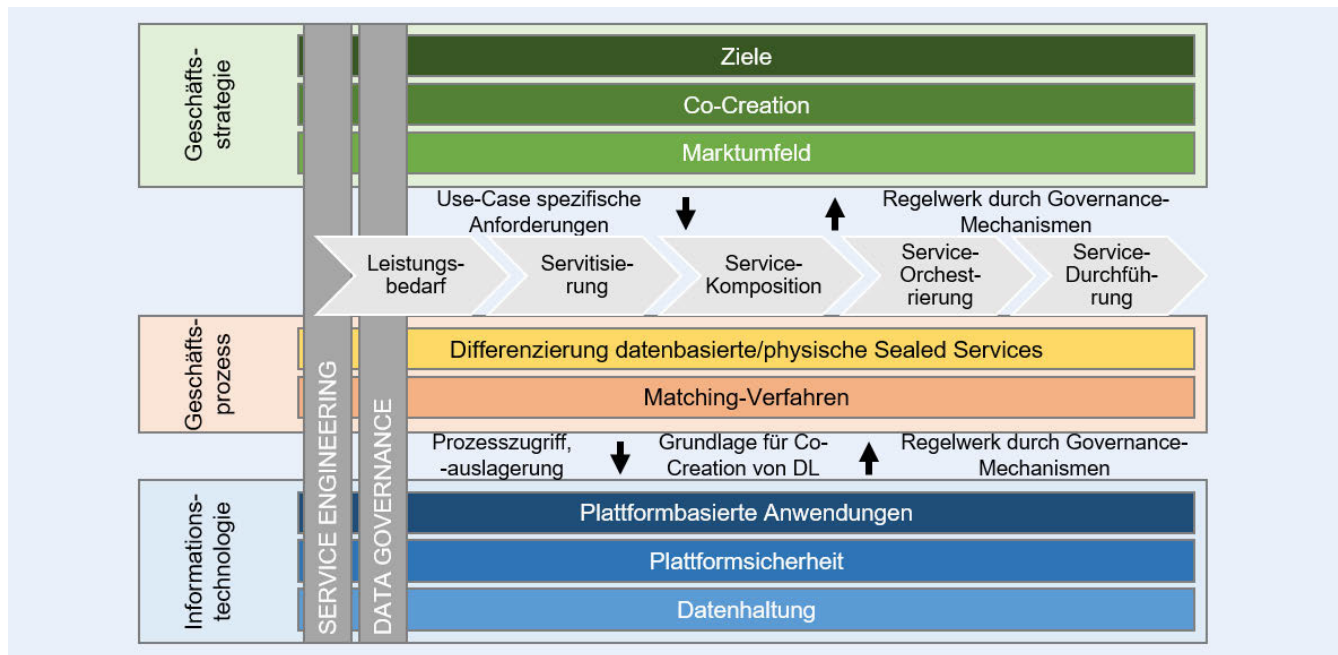 Geschäfts-
strategie
Ziele
Co-Creation
Marktumfeld
Use-Case spezifische
Anforderungen
Regelwerk durch Governance-
Mechanismen
Leistungs-
bedarf
Servitisie-
rung
Service-
Komposition
Service-
Orchest-
rierung
Service-
Durchfüh-
rung
Geschäfts-
prozess
Differenzierung datenbasierte/physische Sealed Services
Matching-Verfahren
Prozesszugriff,
-auslagerung
Grundlage für Co-
Creation von DL
Regelwerk durch Governance-
Mechanismen
Informations-
technologie
Plattformbasierte Anwendungen
Plattformsicherheit
Datenhaltung
SERVICE ENGINEERING
DATA GOVERNANCE